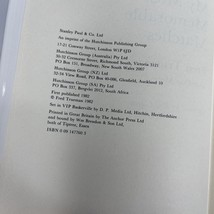 Stanley Paul & Co. Ltd
An imprint of the Hutchinson Publishing Group
17-21 Conway Street, London W1P 6JD
Hutchinson Group (Australia) Pty Ltd
30-32 Cremorne Street, Richmond South, Victoria 3121
PO Box 151, Broadway, New South Wales 2007
Hutchinson Group (NZ) Ltd
32-34 View Road, PO Box 40-086, Glenfield, Auckland 10
Hutchinson Group (SA) Pty Ltd
PO Box 337, Bergvlei 2012, South Africa
First published 1982
© Fred Trueman 1982
Set in VIP Baskerville by D. P. Media Ltd, Hitchin, Hertfordshire
Printed in Great Britain by The Anchor Press Ltd
and bound by Wm Brendon & Son Ltd,
both of Tiptree, Essex
ISBN 0 09 147360 1